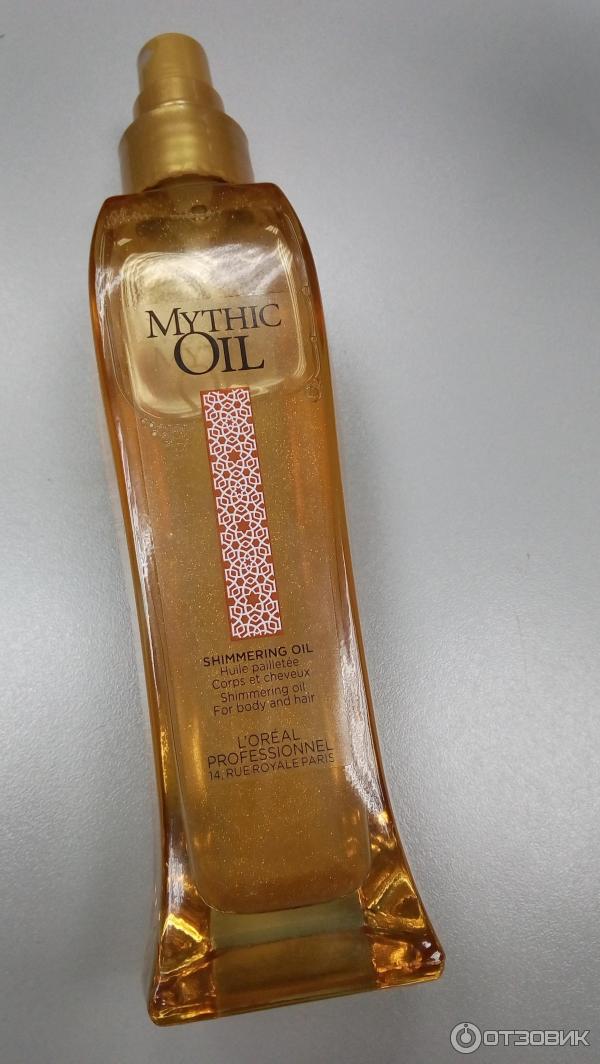 MYTHIC
OIL
SHIMMERING OIL
Huile pailletée
Corps et cheveux
Shimmering oil
For body and hair
L'ORÉAL
PROFESSIONNEL
14, RUE ROYALE PARIS
ОТЗОВИК